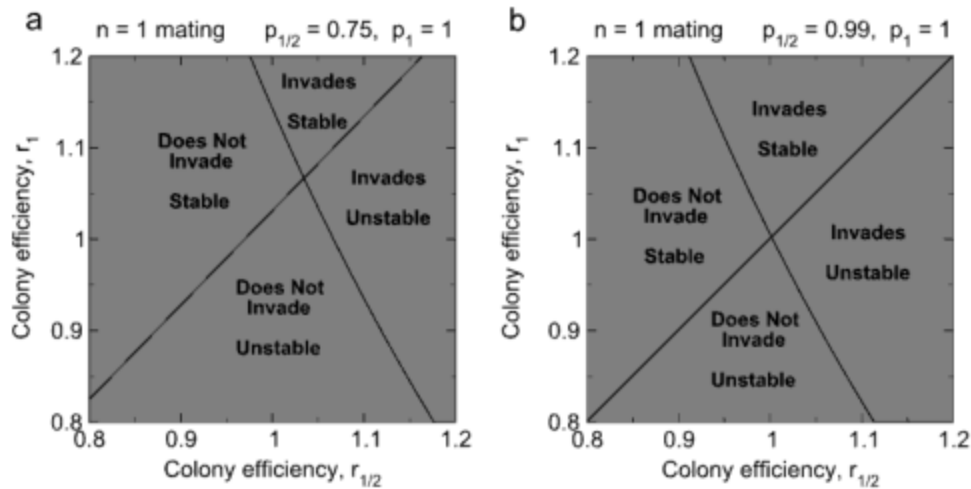 a
n = 1 mating p1/2 = 0.75, p1 = 1
1.2
1.1
1
0.9
0.8
Colony efficiency, r1
Invades
Stable
Does Not
Invade
Stable
Invades
Unstable
Does Not
Invade
Unstable
0.8 0.9 1 1.1 1.2
Colony efficiency, r1/2
b
n = 1 mating p1/2 = 0.99, p1 = 1
1.2
1.1
1
0.9
0.8
Colony efficiency, r1
Invades
Stable
Does Not
Invade
Stable
Invades
Unstable
Does Not
Invade
Unstable
0.8 0.9 1 1.1 1.2
Colony efficiency, r1/2